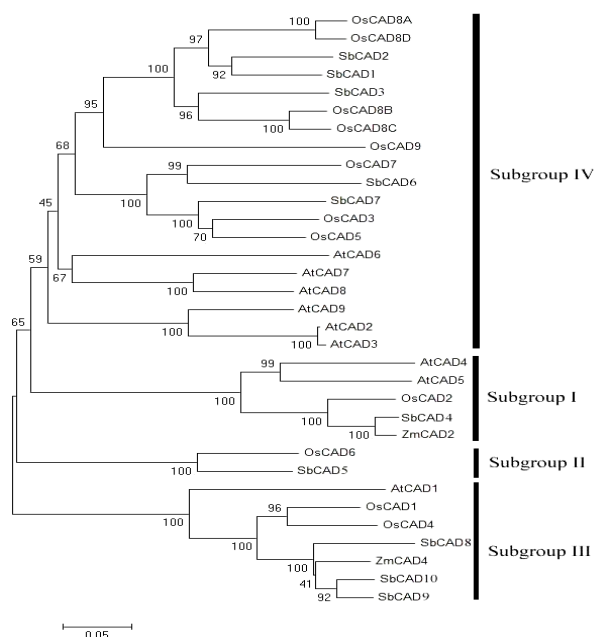 OsCAD8A
100
OsCAD8D
97
SbCAD2
100
92
SbCAD1
SbCAD3
95
96
OsCAD8B
100
OsCAD8C
68
OsCAD9
99
OsCAD7
SbCAD6
Subgroup IV
100
SbCAD7
45
100
OsCAD3
70
OsCAD5
59
AtCAD6
67
AtCAD7
100
AtCAD8
65
AtCAD9
AtCAD2
100
AtCAD3
99
AtCAD4
AtCAD5
100
OsCAD2
Subgroup I
SbCAD4
100
ZmCAD2
OsCAD6
100
SbCAD5
Subgroup II
AtCAD1
100
96
OsCAD1
OsCAD4
100
SbCAD8
Subgroup III
100
ZmCAD4
41
SbCAD10
92
SbCAD9
0.05